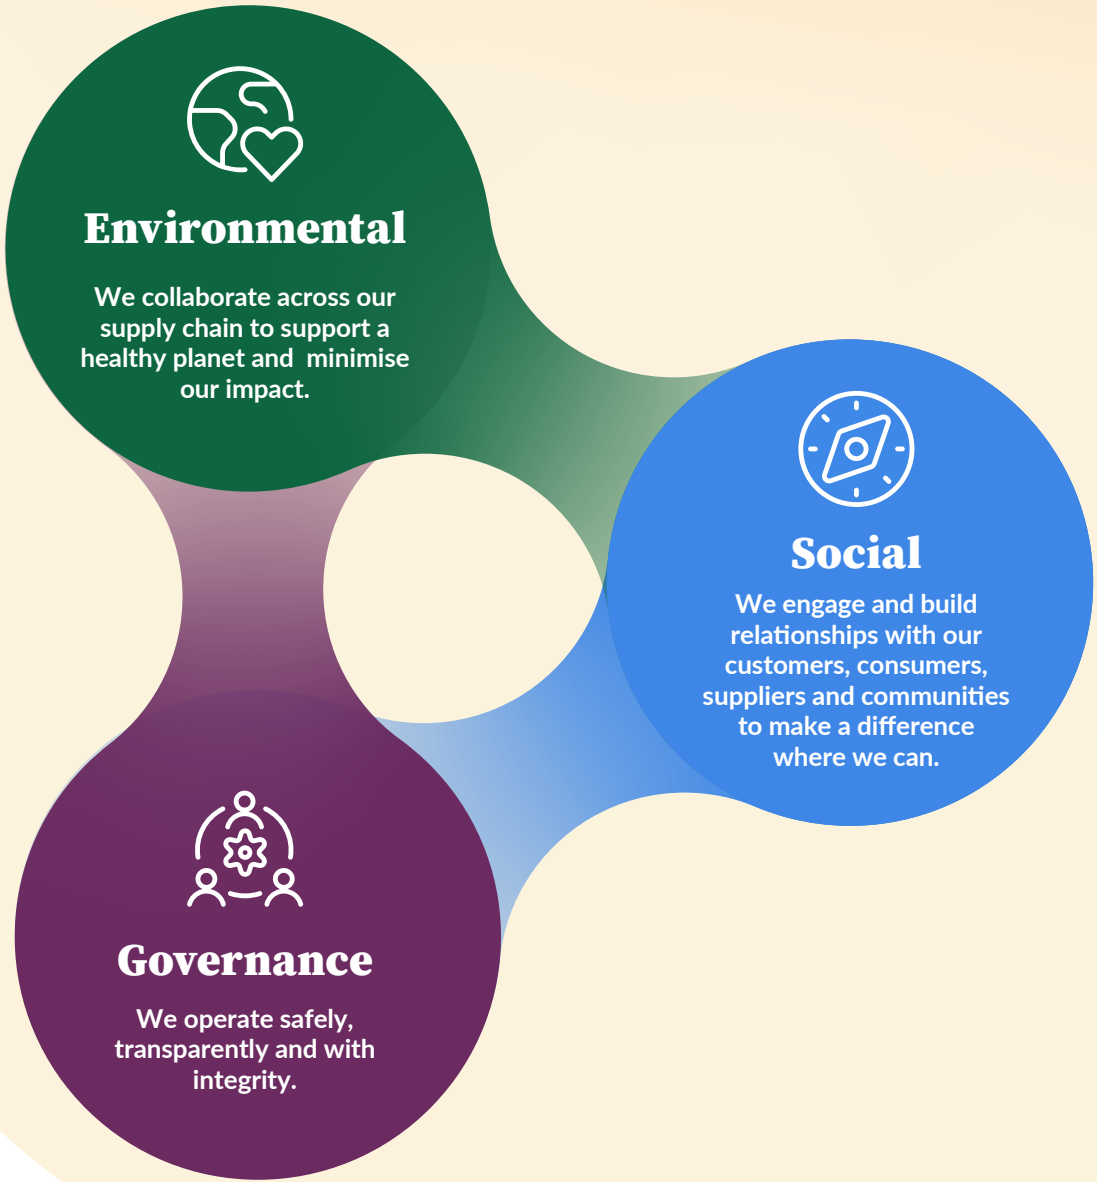 Environmental
We collaborate across our
supply chain to support a
healthy planet and  minimise
our impact.
Social
We engage and build
relationships with our
customers, consumers,
suppliers and communities
to make a difference
where we can.
Governance
We operate safely,
transparently and with
integrity.